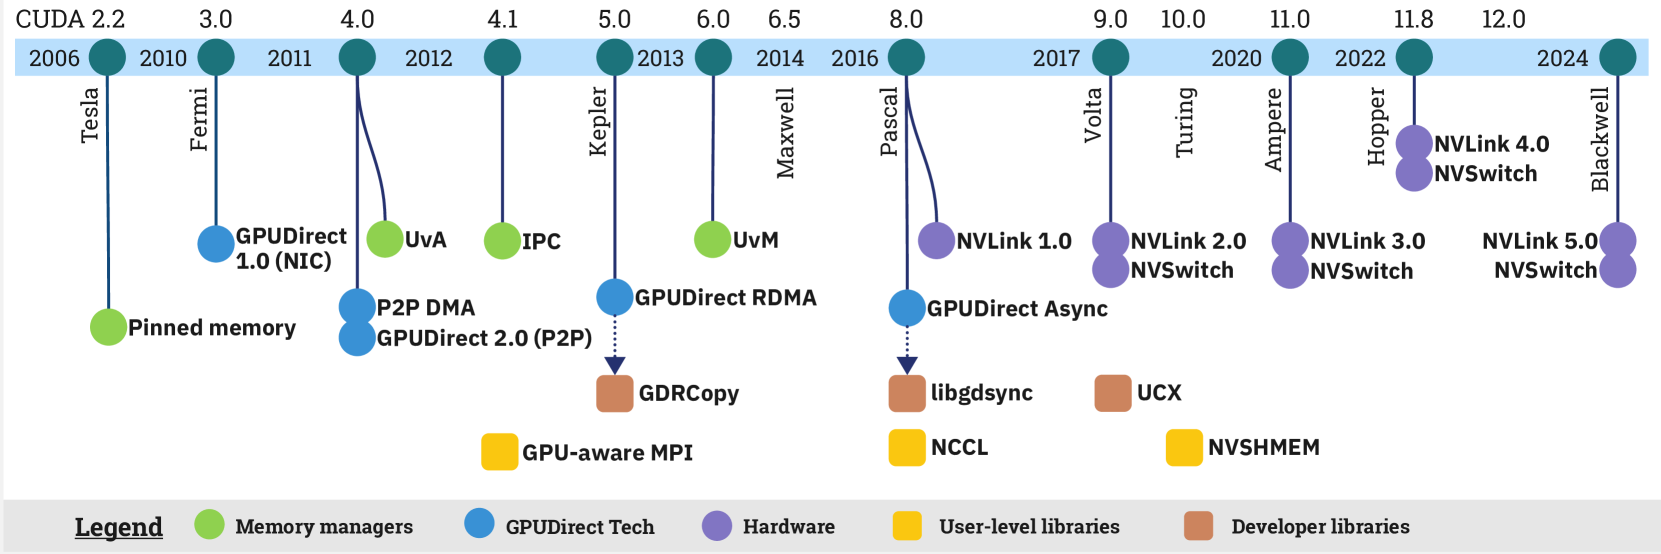 CUDA 2.2 3.0 4.0 4.1 5.0 6.0 6.5 8.0 9.0 10.0 11.0 11.8 12.0
2006 2010 2011 2012 2013 2014 2016 2017 2020 2022 2024
Tesla
Fermi
Kepler
Maxwell
Pascal
Volta
Turing
Ampere
Hopper
Blackwell
NVLink 4.0
NVSwitch
GPUDirect
1.0 (NIC)
UvA
IPC
UvM
NVLink 1.0
NVLink 2.0
NVSwitch
NVLink 3.0
NVSwitch
NVLink 5.0
NVSwitch
P2P DMA
GPUDirect 2.0 (P2P)
GPUDirect RDMA
GPUDirect Async
Pinned memory
GDRCopy
libgdsync
UCX
GPU-aware MPI
NCCL
NVSHMEM
Legend Memory managers GPUDirect Tech Hardware User-level libraries Developer libraries